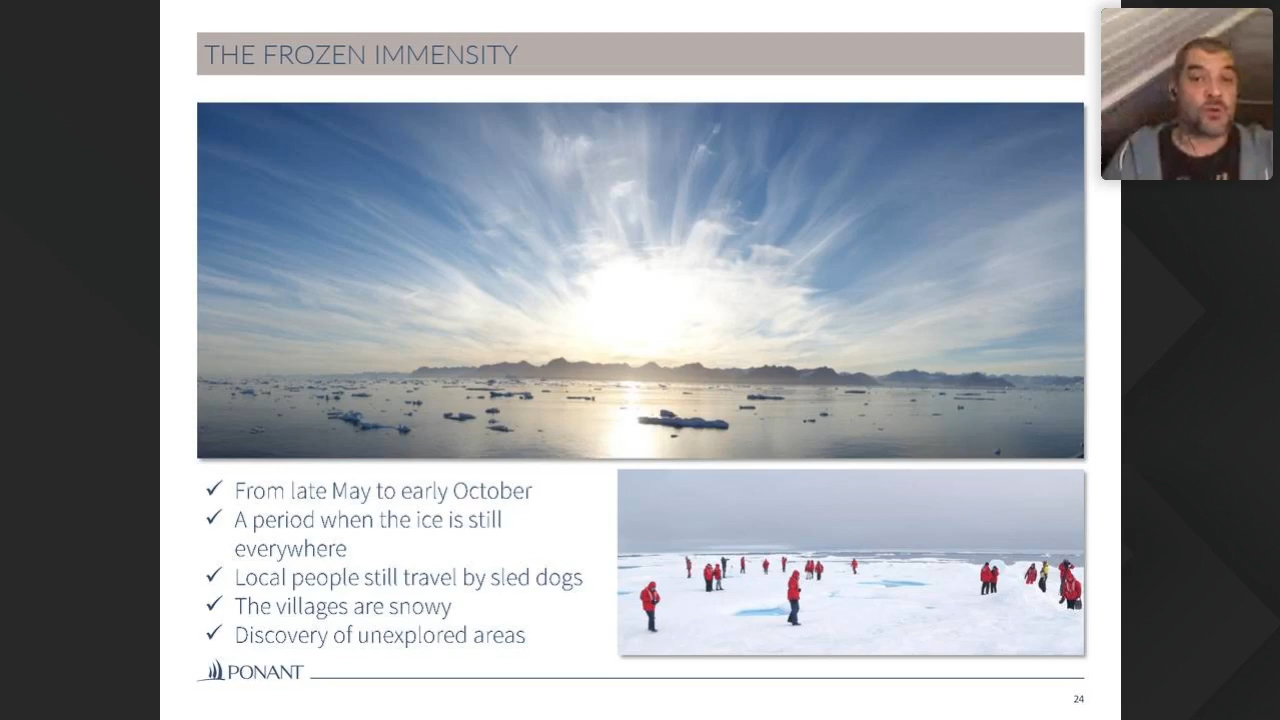 THE FROZEN IMMENSITY
✓ From late May to early October
✓ A period when the ice is still
everywhere
✓ Local people still travel by sled dogs
✓ The villages are snowy
✓ Discovery of unexplored areas
PONANT
24